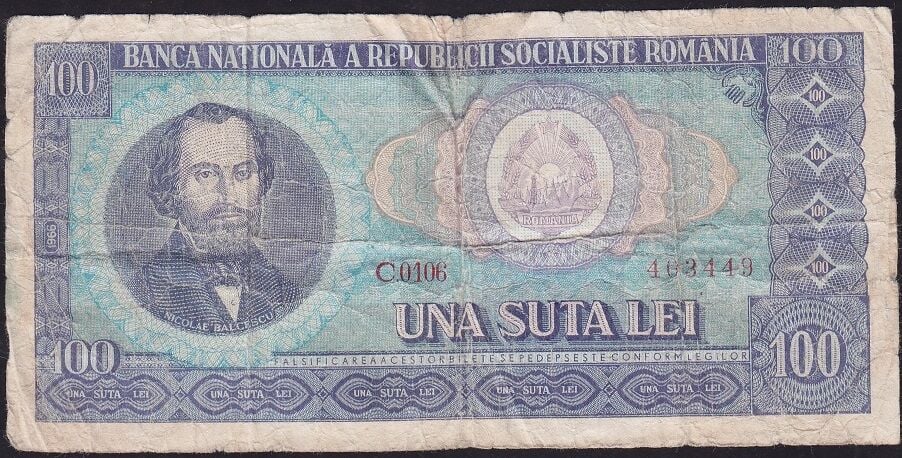 BANCA NAȚIONALĂ A REPUBLICII SOCIALISTE ROMÂNIA
100
100
100
100
100
100
1966
ROMANIA
C.0106
403449
NICOLAE BALCESCU
UNA SUTA LEI
100
100
FALSIFICAREA ACESTOR BILETE SE PEDEPSESTE CONFORM LEGILOR
UNA SUTA LEI UNA SUTA LEI UNA SUTA LEI UNA SUTA LEI UNA SUTA LEI